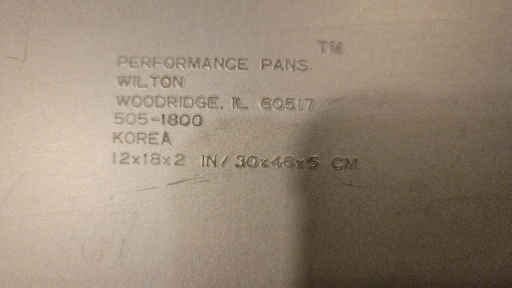 PERFORMANCE PANS ™
WILTON
WOODRIDGE, IL 60517
505-1800
KOREA
12x18x2 IN/30x46x5 CM